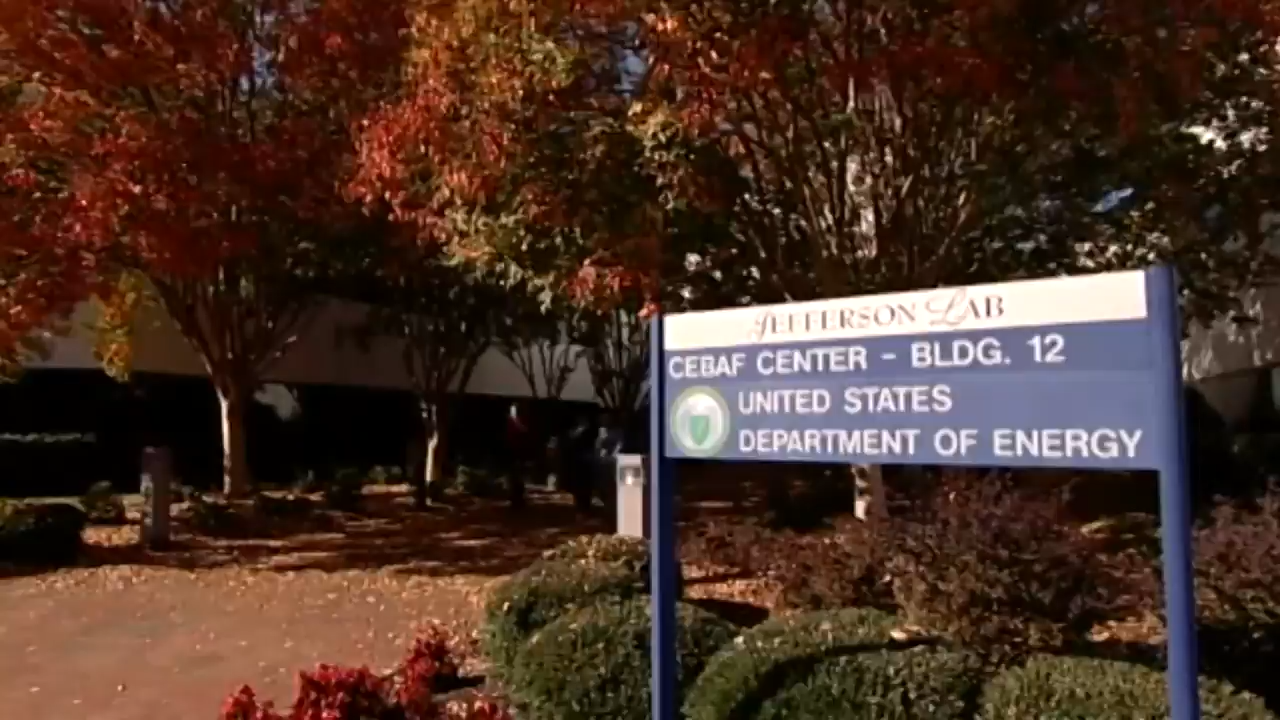 JEFFERSON LAB
CEBAF CENTER - BLDG. 12
UNITED STATES
DEPARTMENT OF ENERGY